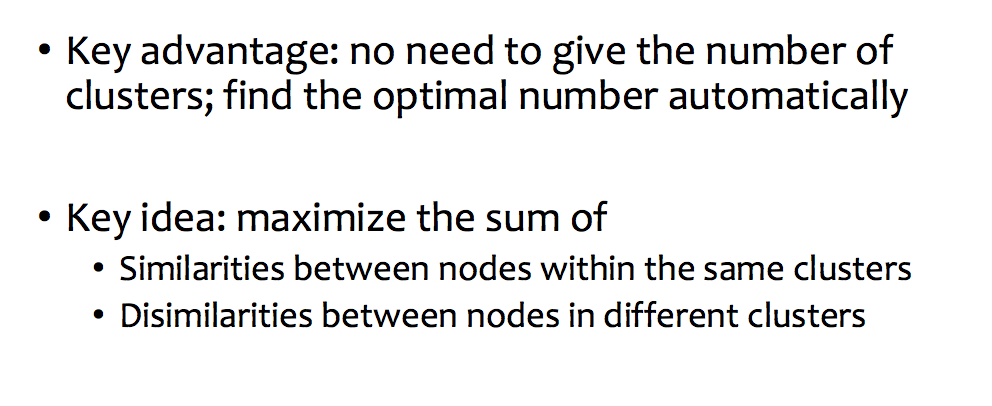 • Key advantage: no need to give the number of
clusters; find the optimal number automatically
• Key idea: maximize the sum of
• Similarities between nodes within the same clusters
• Disimilarities between nodes in different clusters